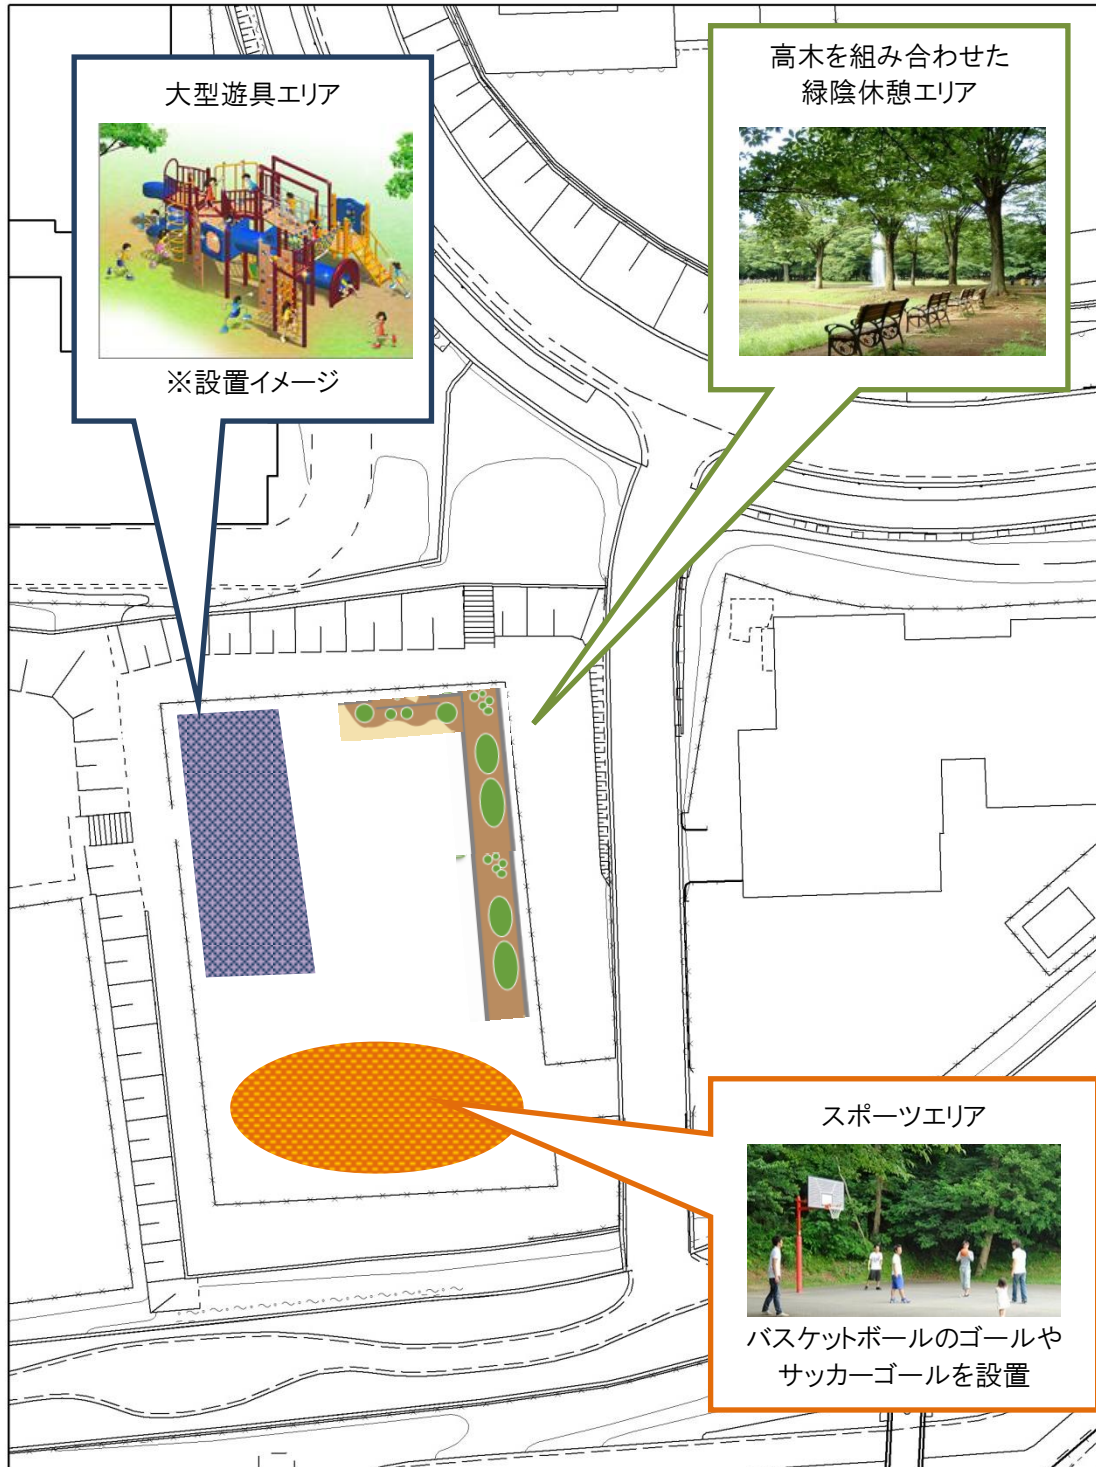 大型遊具エリア
※設置イメージ
高木を組み合わせた
緑陰休憩エリア
スポーツエリア
バスケットボールのゴールや
サッカーゴールを設置